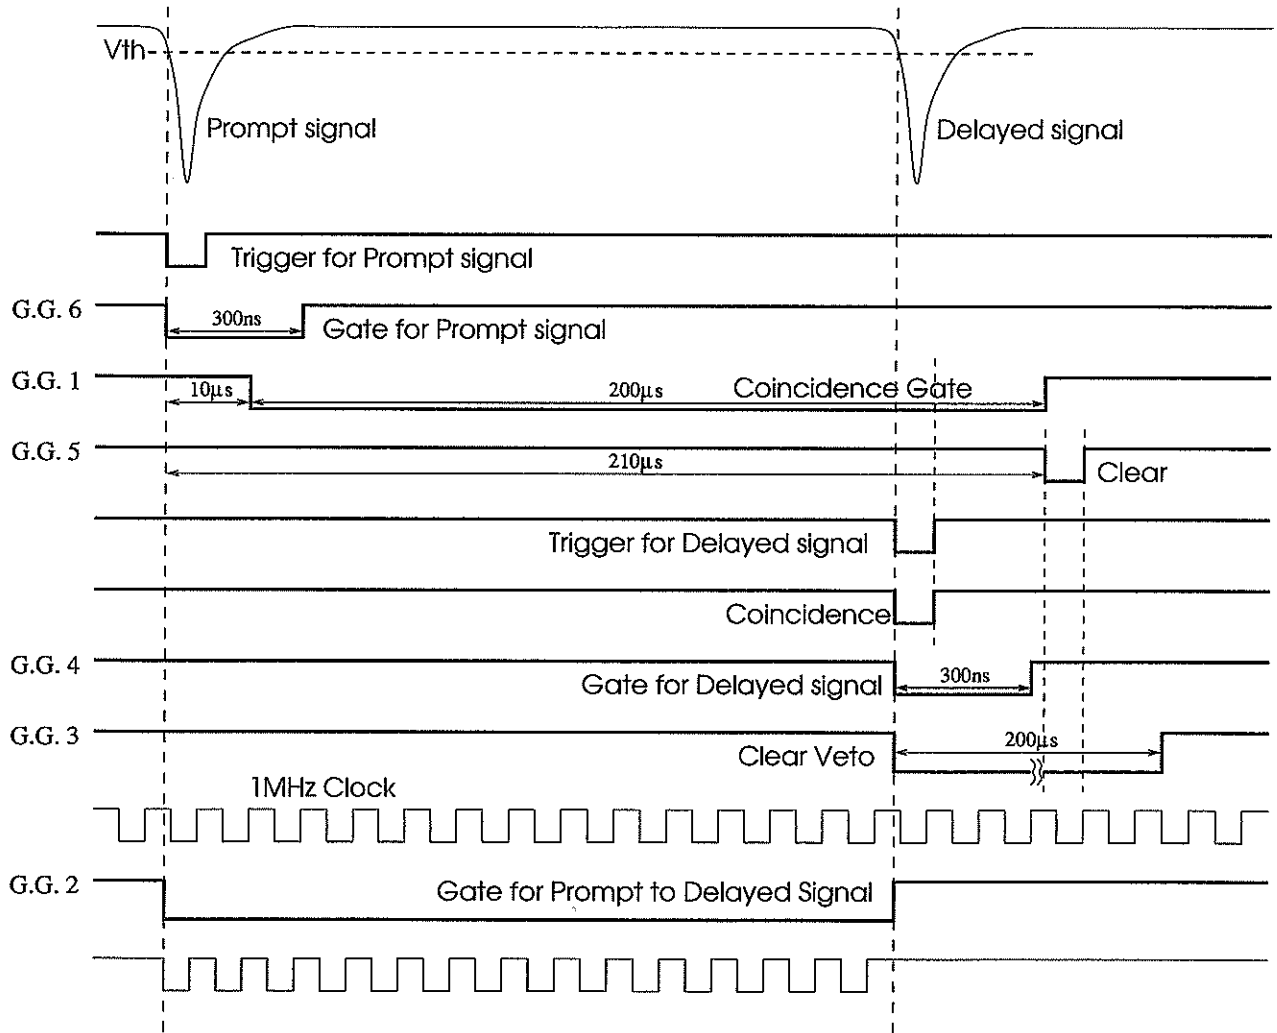 Vth
Prompt signal
Delayed signal
Trigger for Prompt signal
G.G. 6
300ns
Gate for Prompt signal
G.G. 1
10μs
200μs
Coincidence Gate
G.G. 5
210μs
Clear
Trigger for Delayed signal
Coincidence
G.G. 4
Gate for Delayed signal
300ns
G.G. 3
Clear Veto
200μs
1MHz Clock
G.G. 2
Gate for Prompt to Delayed Signal